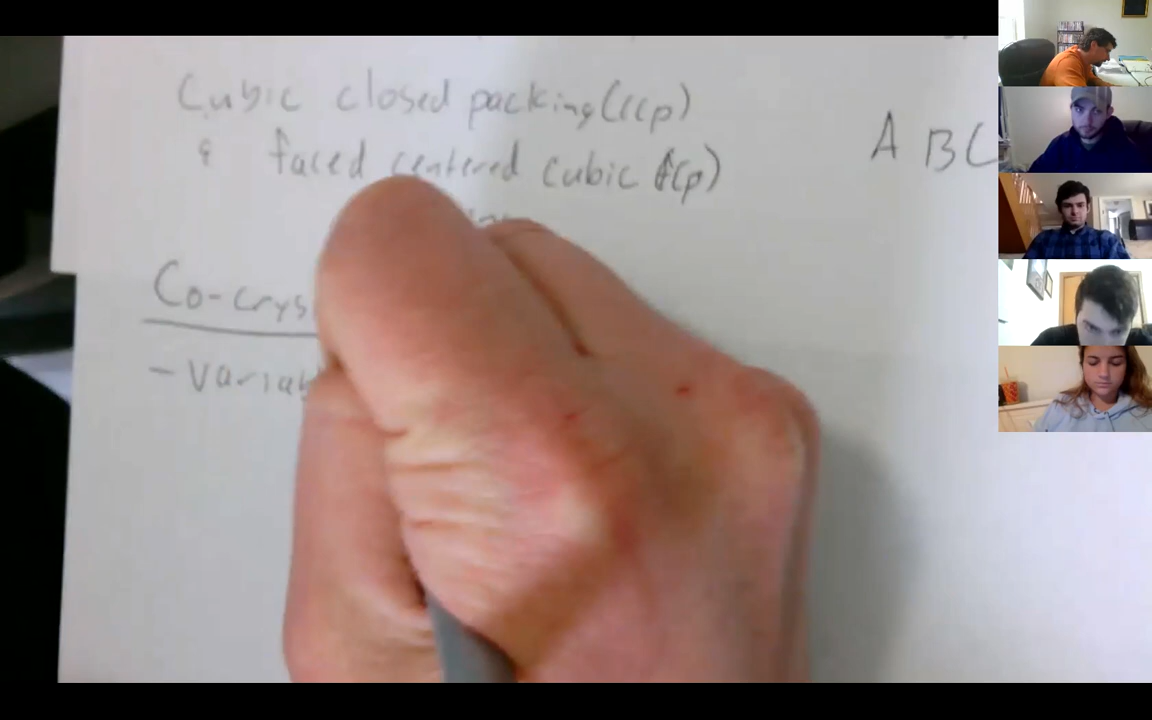 Cubic closed packing (ccp)
faced centered cubic fcp)
A B C
Co-crys
- variab